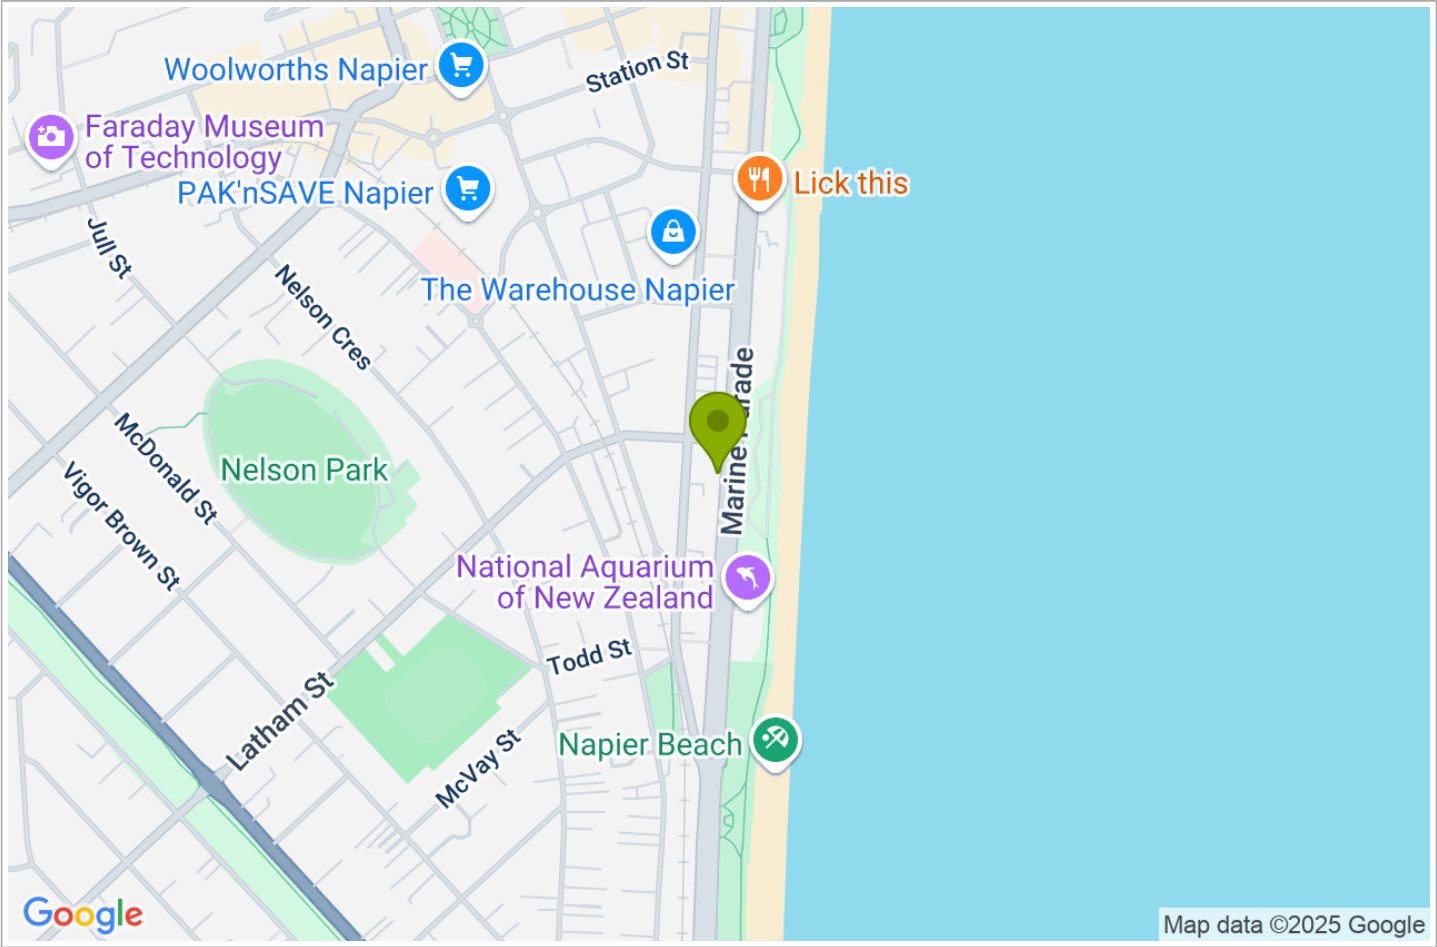 Station St
Woolworths Napier
Faraday Museum
of Technology
PAK'nSAVE Napier
Lick this
Jull St
The Warehouse Napier
Nelson Cres
Marine Parade
McDonald St
Nelson Park
Vigor Brown St
National Aquarium
of New Zealand
Todd St
Latham St
McVay St
Napier Beach
Google
Map data ©2025 Google